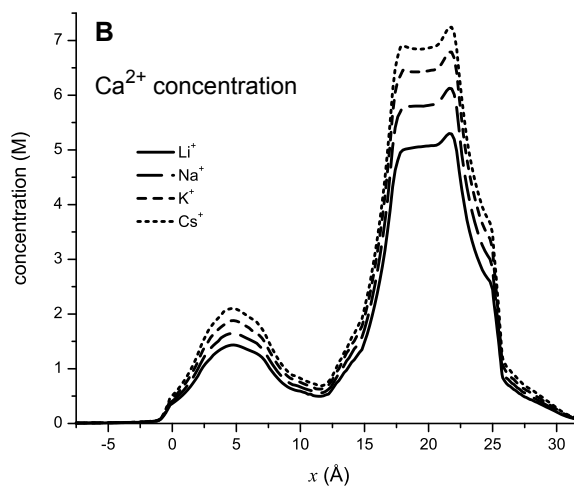 B
Ca²⁺ concentration
Li⁺
Na⁺
K⁺
Cs⁺
concentration (M)
7
6
5
4
3
2
1
0
-5 0 5 10 15 20 25 30
x (Å)